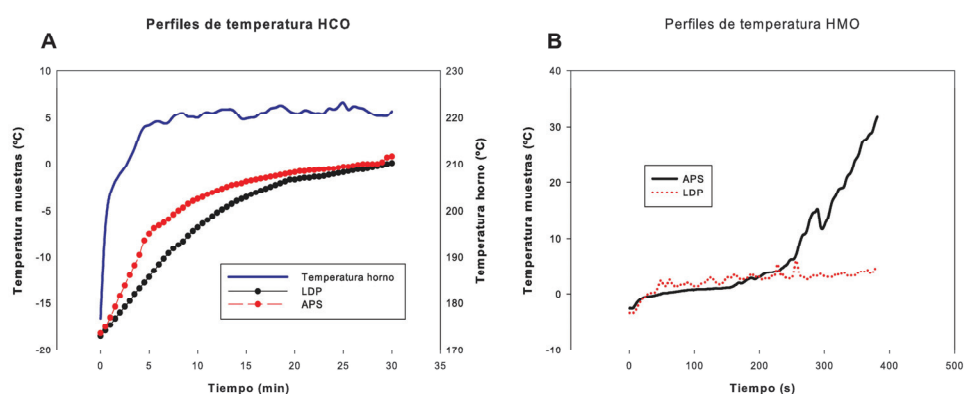 Perfiles de temperatura HCO
A
Temperatura muestras (ºC)
10
5
0
-5
-10
-15
-20
230
220
210
200
190
180
170
Temperatura horno (ºC)
Temperatura horno
LDP
APS
0 5 10 15 20 25 30 35
Tiempo (min)
Perfiles de temperatura HMO
B
Temperatura muestras (ºC)
40
30
20
10
0
-10
APS
LDP
0 100 200 300 400 500
Tiempo (s)